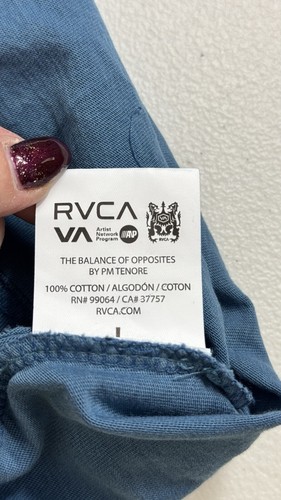 RVCA
VA Artist Network Program ANP
THE BALANCE OF OPPOSITES
BY PM TENORE
100% COTTON / ALGODÓN / COTON
RN# 99064 / CA# 37757
RVCA.COM